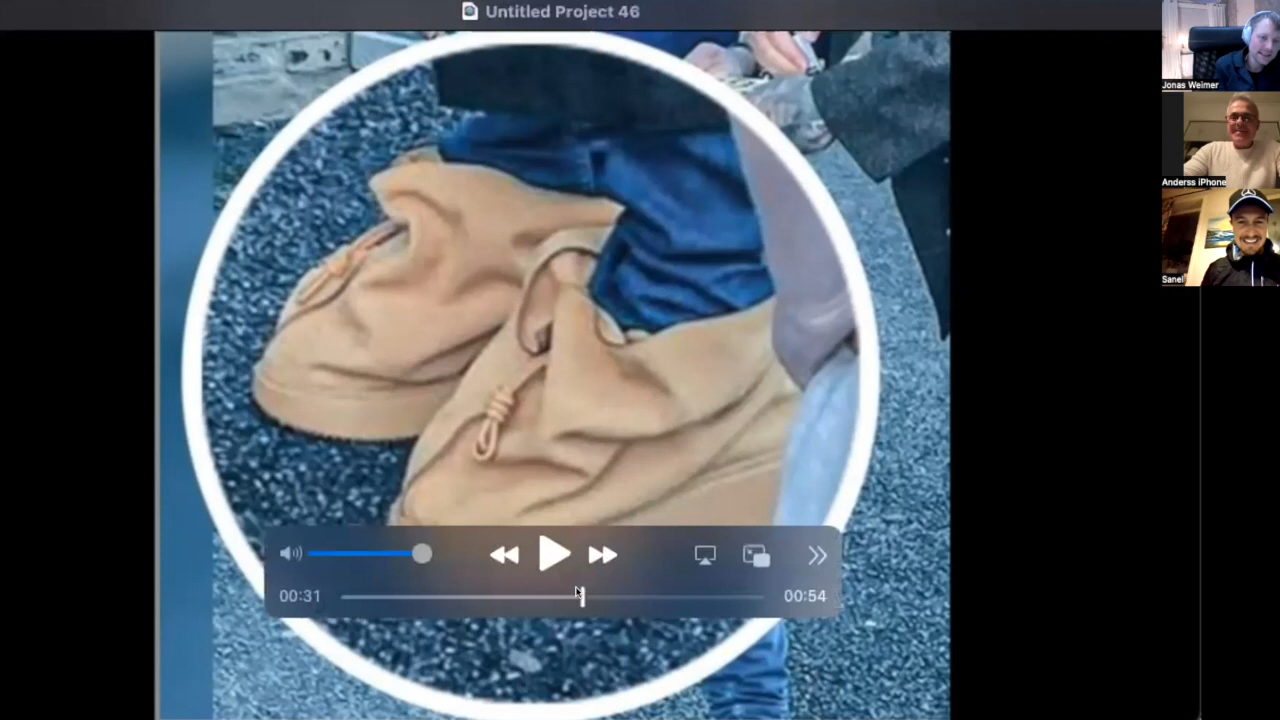 Untitled Project 46
Jonas Weimer
Anderss iPhone
Sanel
00:31
00:54